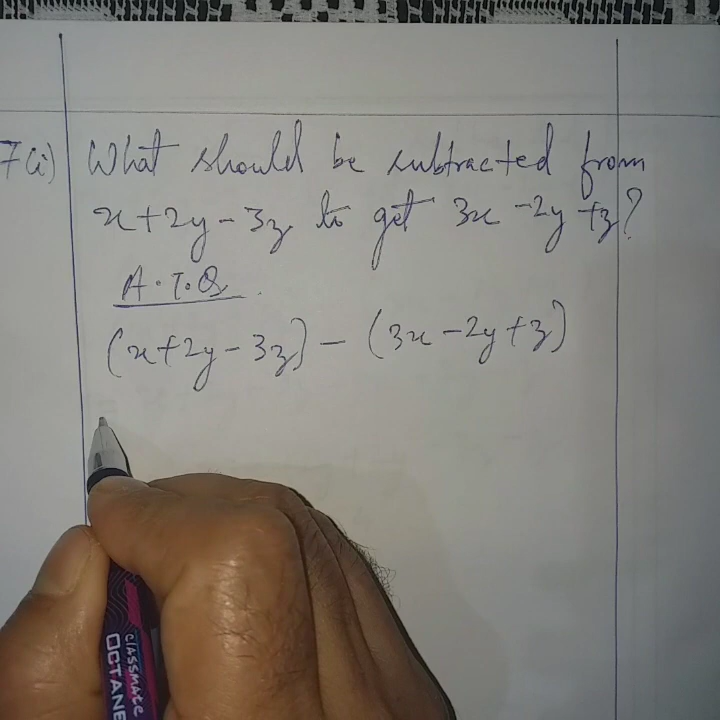 7(i) What should be subtracted from
x+2y-3z to get 3x-2y+z?
A.T.Q.
(x+2y-3z)-(3x-2y+z)
classmate
OCTANE